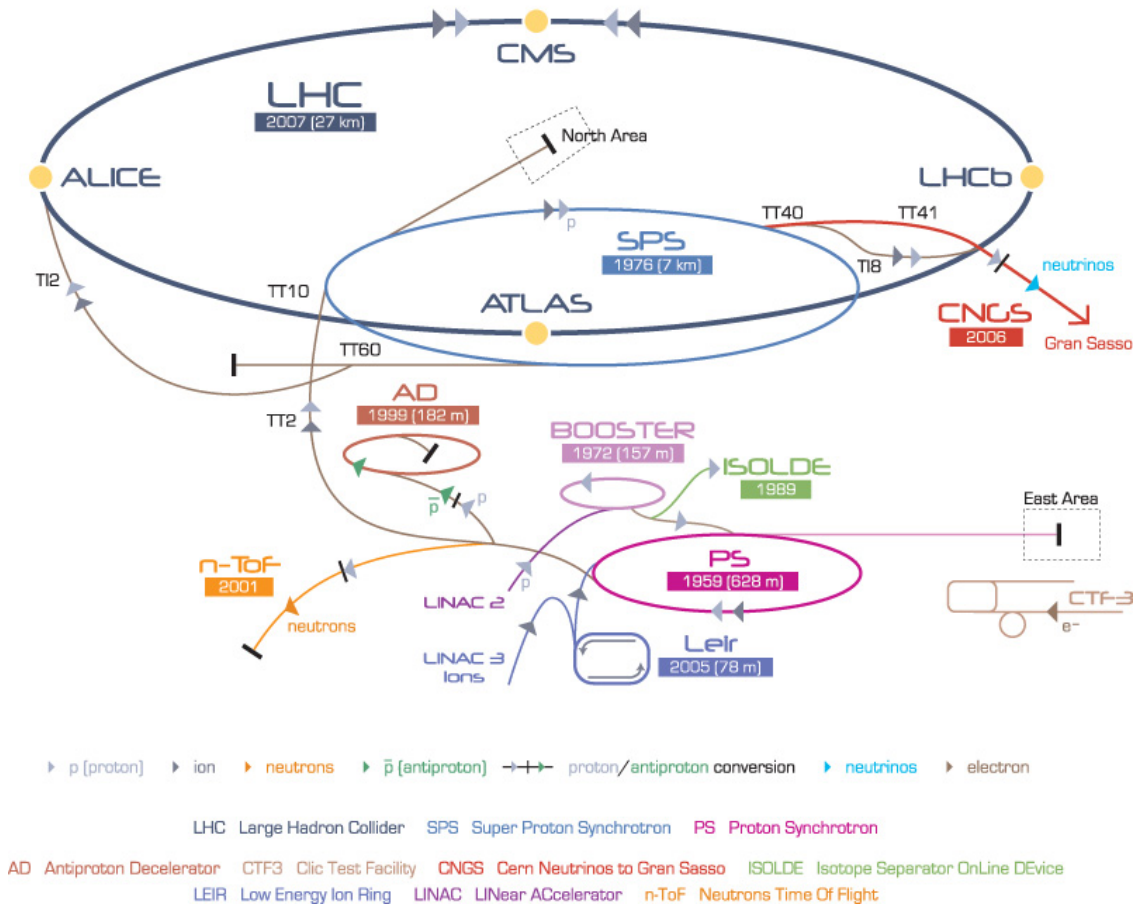 CMS
LHC
2007 (27 km)
North Area
ALICE
LHCb
TT40
TT41
p
SPS
1976 (7 km)
TI8
TI2
neutrinos
TT10
ATLAS
CNGS
2006
Gran Sasso
TT60
AD
1999 (182 m)
TT2
BOOSTER
1972 (157 m)
ISOLDE
1989
p̅
p
East Area
n-ToF
2001
PS
1959 (628 m)
p
LINAC 2
CTF-3
e-
neutrons
LINAC 3
Ions
Leir
2005 (78 m)
p (proton) ion neutrons p̅ (antiproton) proton/antiproton conversion neutrinos electron
LHC Large Hadron Collider SPS Super Proton Synchrotron PS Proton Synchrotron
AD Antiproton Decelerator CTF3 Clic Test Facility CNGS Cern Neutrinos to Gran Sasso ISOLDE Isotope Separator OnLine DEvice
LEIR Low Energy Ion Ring LINAC LINear ACcelerator n-ToF Neutrons Time Of Flight